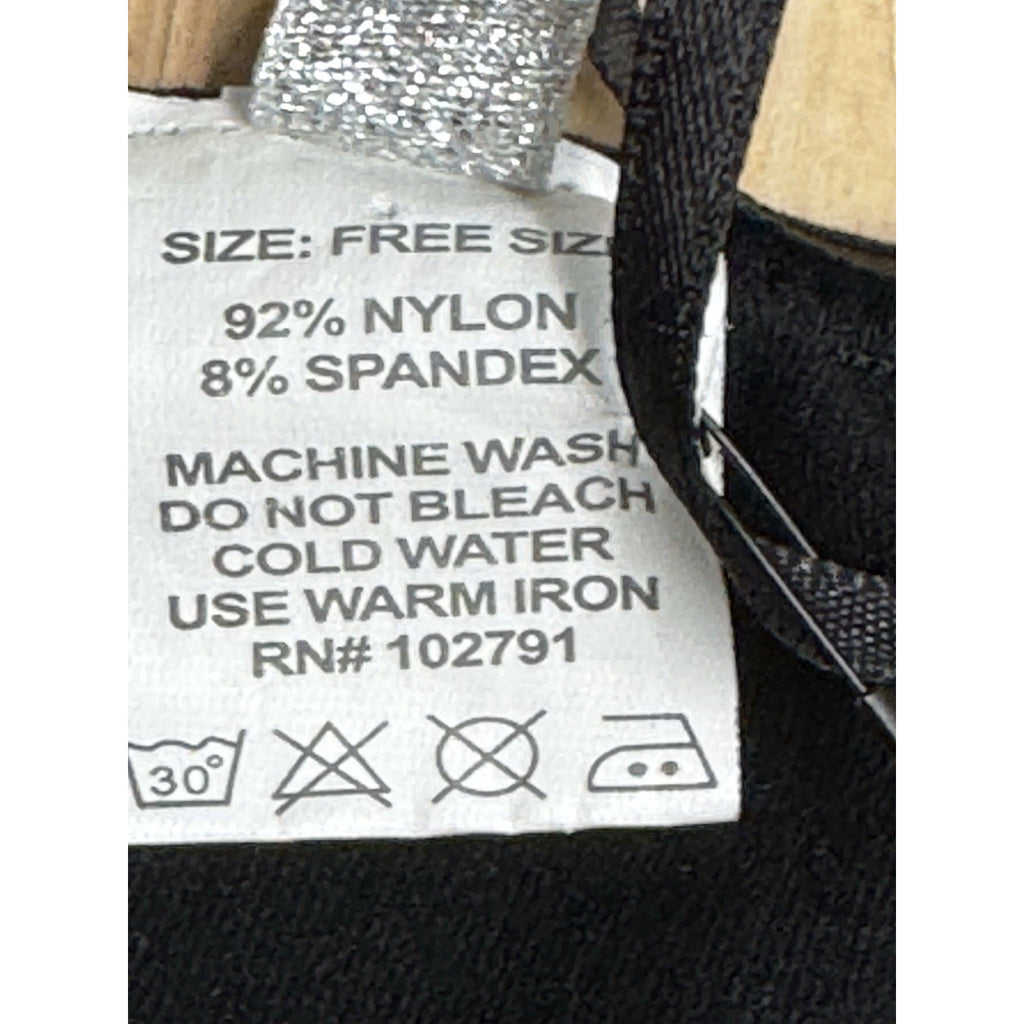 SIZE: FREE SIZ
92% NYLON
8% SPANDEX
MACHINE WASH
DO NOT BLEACH
COLD WATER
USE WARM IRON
RN# 102791
30°